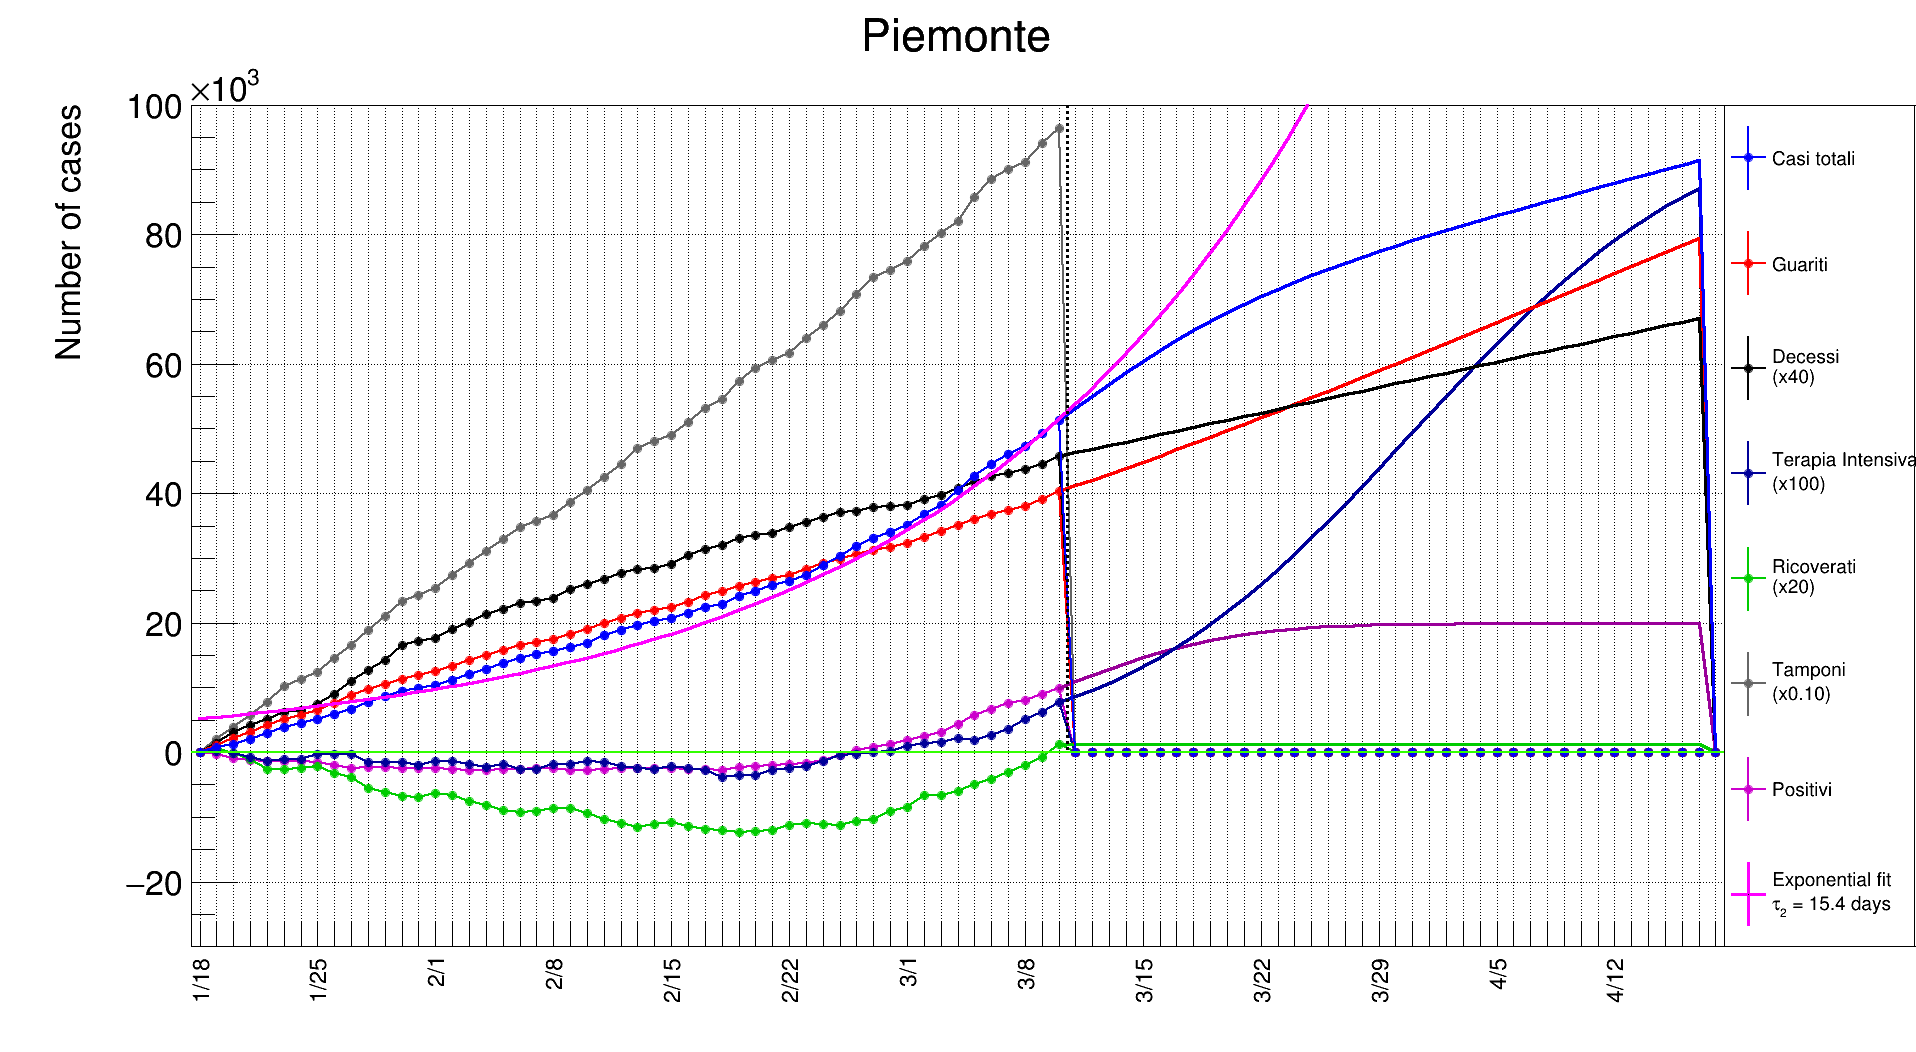 Piemonte
×10³
Number of cases
100
80
60
40
20
0
−20
1/18
1/25
2/1
2/8
2/15
2/22
3/1
3/8
3/15
3/22
3/29
4/5
4/12
Casi totali
Guariti
Decessi
(x40)
Terapia Intensiva
(x100)
Ricoverati
(x20)
Tamponi
(x0.10)
Positivi
Exponential fit
τ₂ = 15.4 days